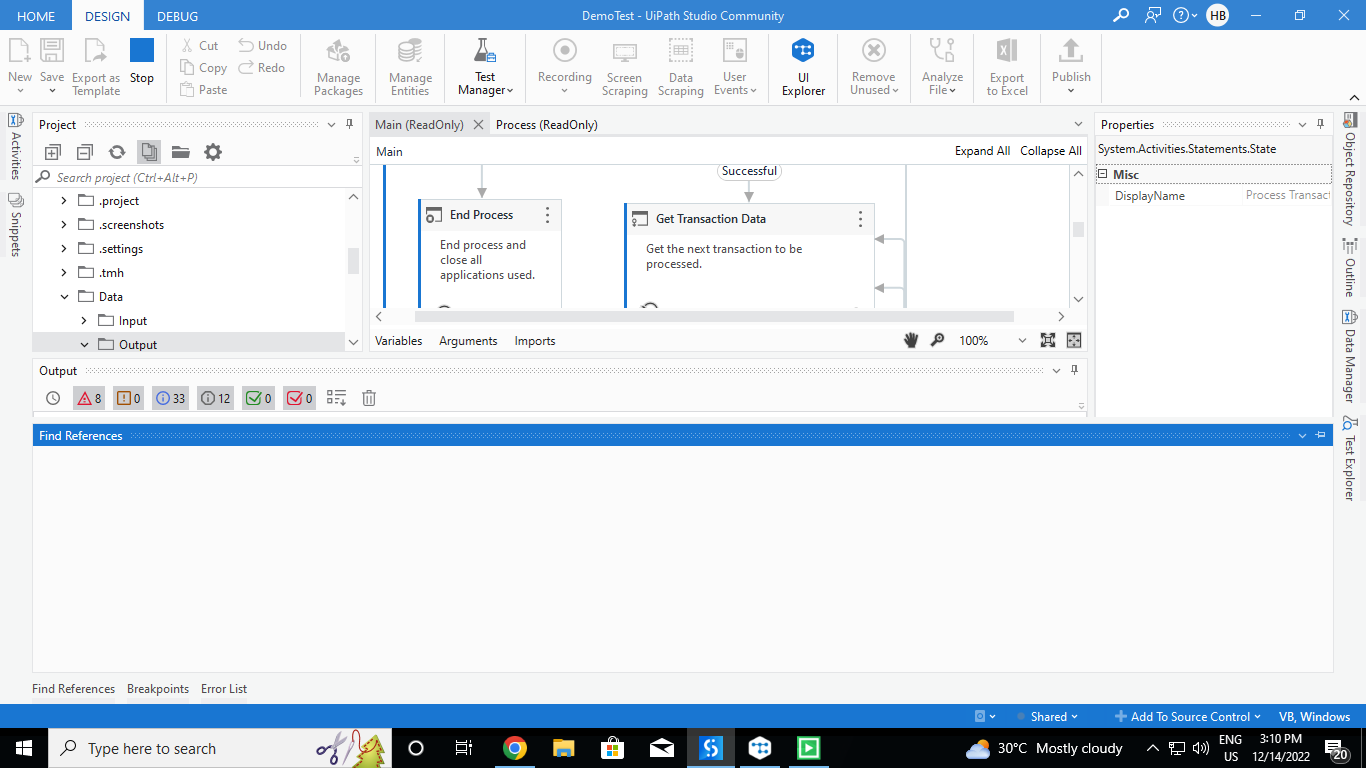 HOME DESIGN DEBUG
DemoTest - UiPath Studio Community
HB
New
Save
Export as Template
Stop
Cut
Copy
Paste
Undo
Redo
Manage Packages
Manage Entities
Test Manager
Recording
Screen Scraping
Data Scraping
User Events
UI Explorer
Remove Unused
Analyze File
Export to Excel
Publish
Activities
Snippets
Project
Search project (Ctrl+Alt+P)
.project
.screenshots
.settings
.tmh
Data
Input
Output
Main (ReadOnly)
Process (ReadOnly)
Main
Expand All Collapse All
Successful
End Process
End process and
close all
applications used.
Get Transaction Data
Get the next transaction to be
processed.
Variables Arguments Imports
100%
Properties
System.Activities.Statements.State
Misc
DisplayName Process Transact
Object Repository
Outline
Data Manager
Test Explorer
Output
8 0 33 12 0 0
Find References
Find References Breakpoints Error List
Shared
Add To Source Control
VB, Windows
Type here to search
30°C Mostly cloudy
ENG
US
3:10 PM
12/14/2022
20